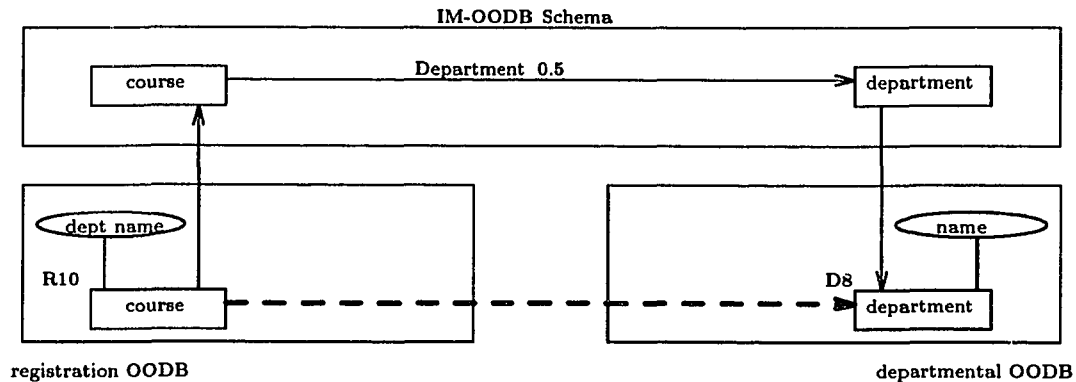 IM-OODB Schema
course
Department 0.5
department
dept name
name
R10
D8
course
department
registration OODB
departmental OODB